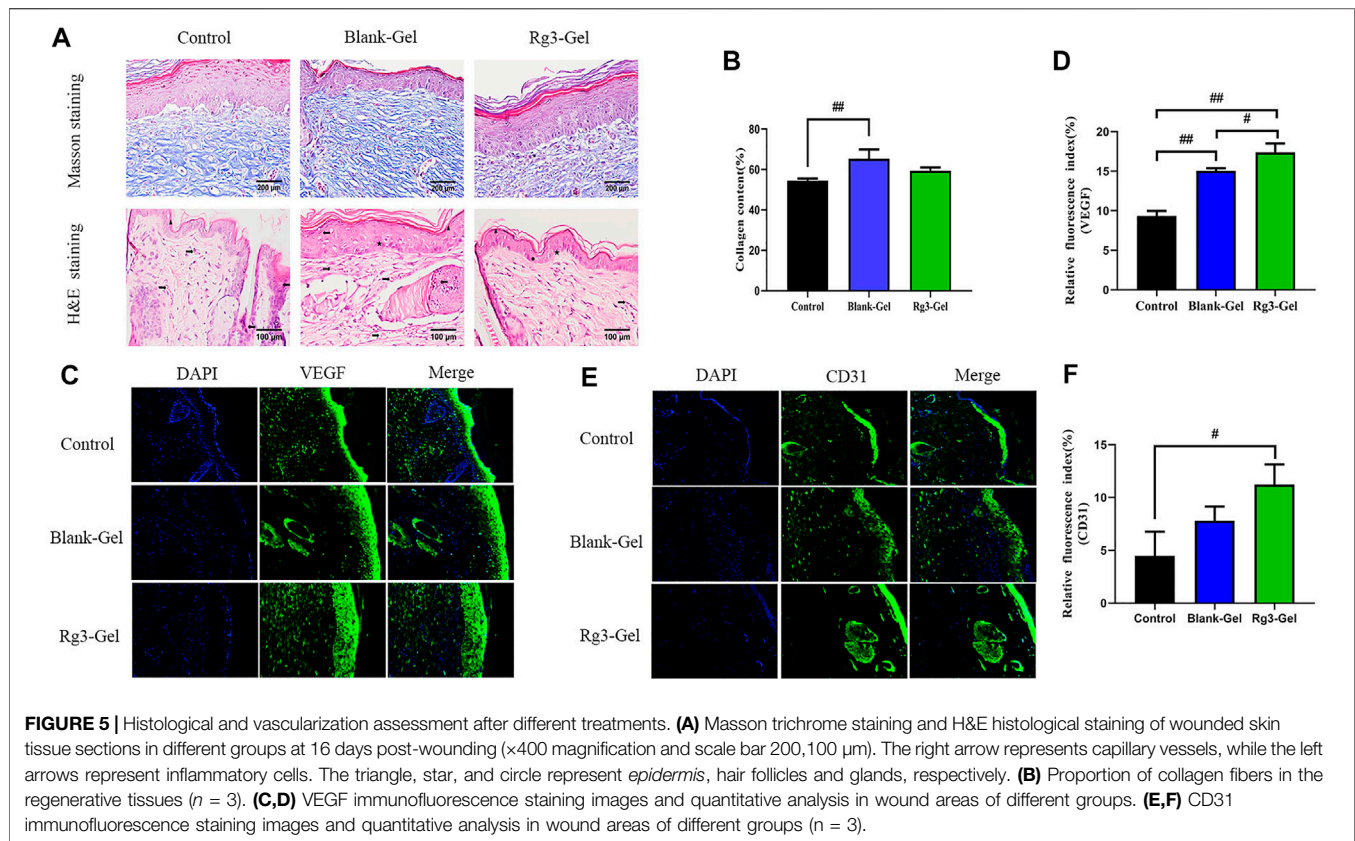 A
Control
Blank-Gel
Rg3-Gel
Masson staining
200 µm
200 µm
200 µm
H&E staining
100 µm
100 µm
100 µm
B
##
Collagen content(%)
80
60
40
20
0
Control
Blank-Gel
Rg3-Gel
D
##
##
#
Relative fluorescence index(%)
(VEGF)
20
15
10
5
0
Control
Blank-Gel
Rg3-Gel
C
DAPI
VEGF
Merge
Control
Blank-Gel
Rg3-Gel
E
DAPI
CD31
Merge
Control
Blank-Gel
Rg3-Gel
F
#
Relative fluorescence index(%)
(CD31)
15
10
5
0
Control
Blank-Gel
Rg3-Gel
FIGURE 5 | Histological and vascularization assessment after different treatments. (A) Masson trichrome staining and H&E histological staining of wounded skin
tissue sections in different groups at 16 days post-wounding (×400 magnification and scale bar 200,100 µm). The right arrow represents capillary vessels, while the left
arrows represent inflammatory cells. The triangle, star, and circle represent epidermis, hair follicles and glands, respectively. (B) Proportion of collagen fibers in the
regenerative tissues (n = 3). (C,D) VEGF immunofluorescence staining images and quantitative analysis in wound areas of different groups. (E,F) CD31
immunofluorescence staining images and quantitative analysis in wound areas of different groups (n = 3).